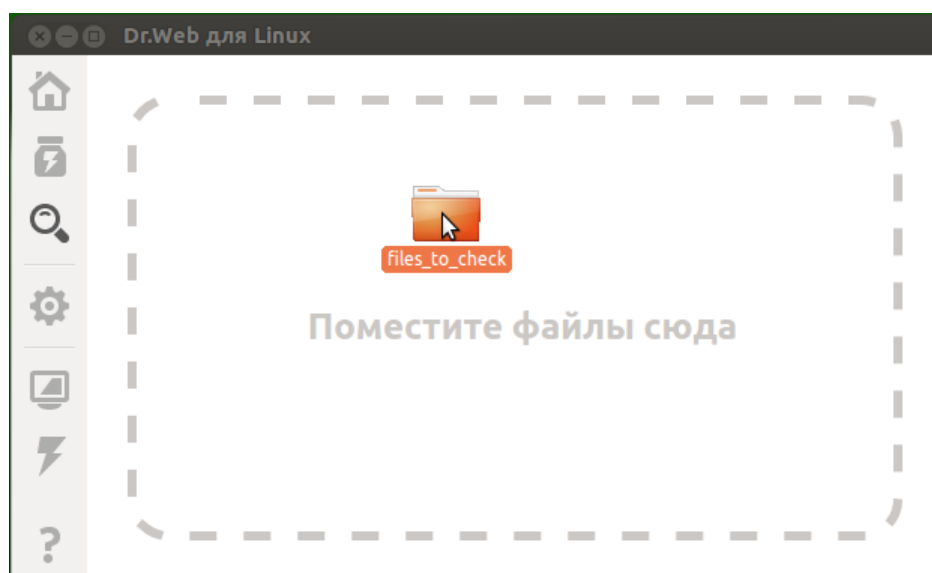 Dr.Web для Linux
files_to_check
Поместите файлы сюда
?